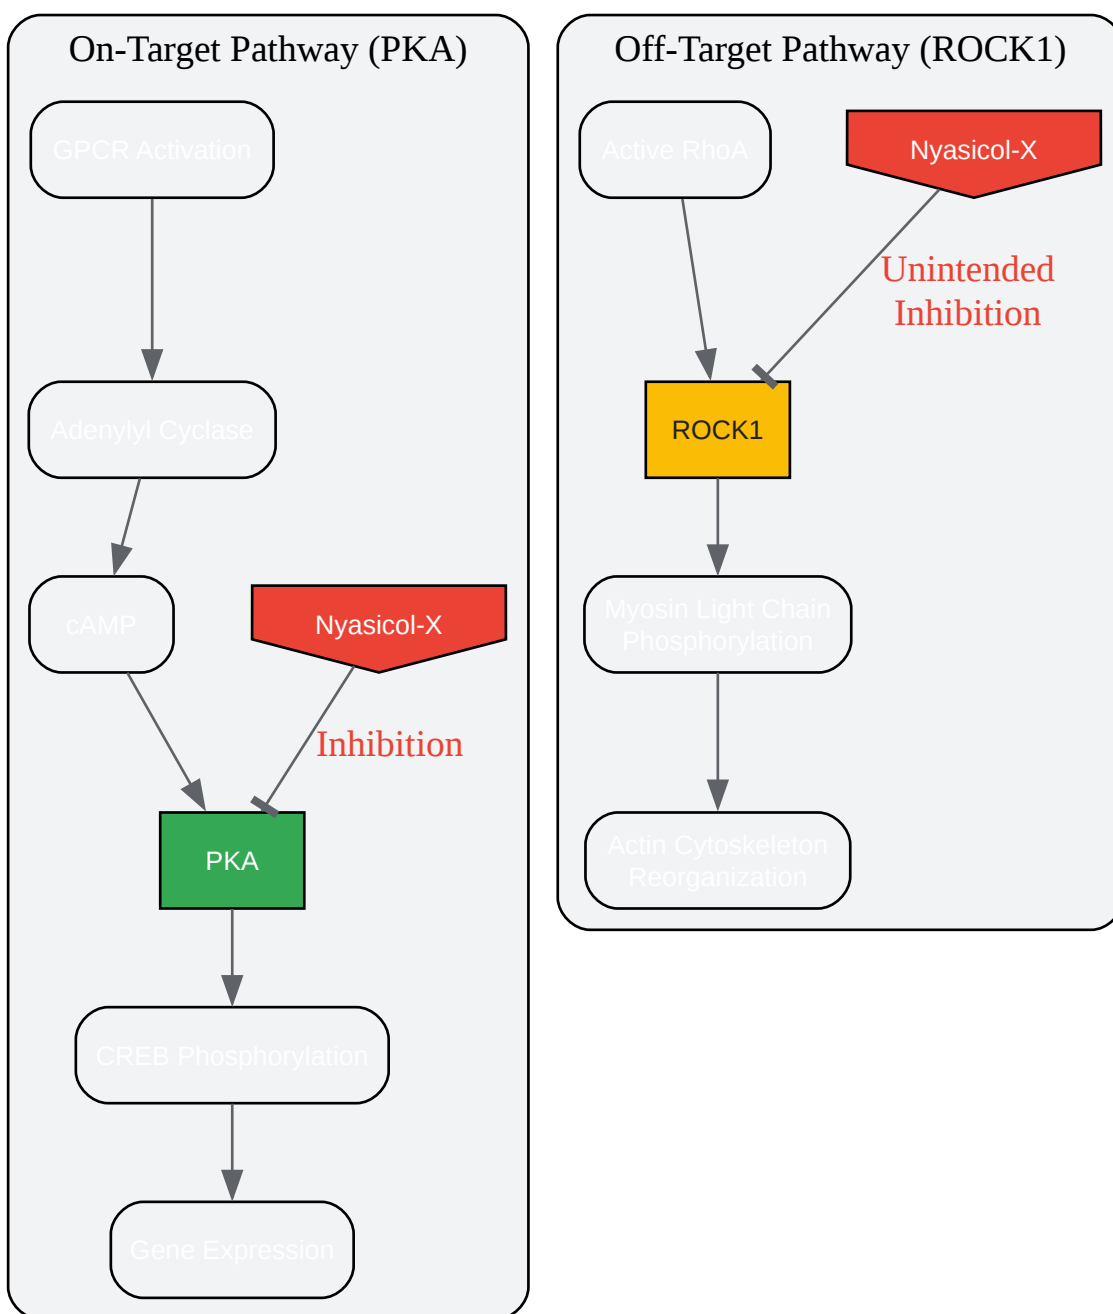 On-Target Pathway (PKA)
GPCR Activation
Adenylyl Cyclase
cAMP
Nyasicol-X
Inhibition
PKA
CREB Phosphorylation
Gene Expression
Off-Target Pathway (ROCK1)
Active RhoA
Nyasicol-X
Unintended
Inhibition
ROCK1
Myosin Light Chain
Phosphorylation
Actin Cytoskeleton
Reorganization